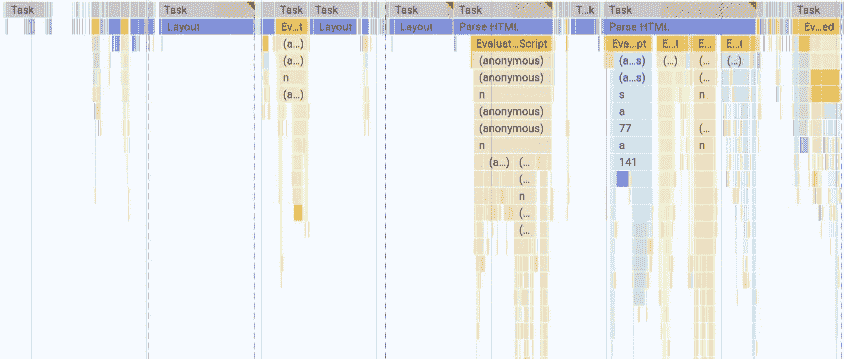 Task Task Task Task Task Task T...k Task Task
Layout Ev...t Layout Layout Parse HTML Parse HTML Ev...ed
(a...) Evaluat...Script Eva...pt E...t E... E...t
(a...) (anonymous) (a...s) (...) (... (...)
n (anonymous) (a...s) (...
(a...) n s n
(anonymous) a
(anonymous) 77 (...
n a n
(a...) (... 141
(...
n
(...
(...